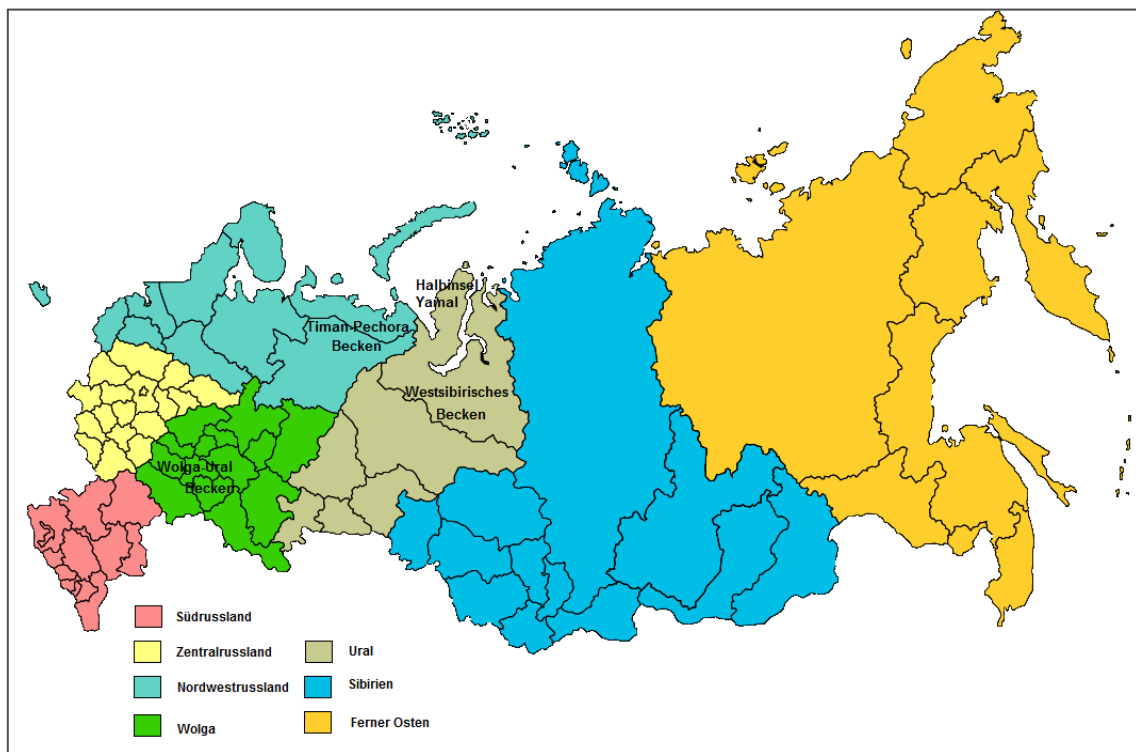 Halbinsel
Yamal
Timan-Pechora
Becken
Westsibirisches
Becken
Wolga-Ural
Becken
Südrussland
Zentralrussland
Nordwestrussland
Wolga
Ural
Sibirien
Ferner Osten